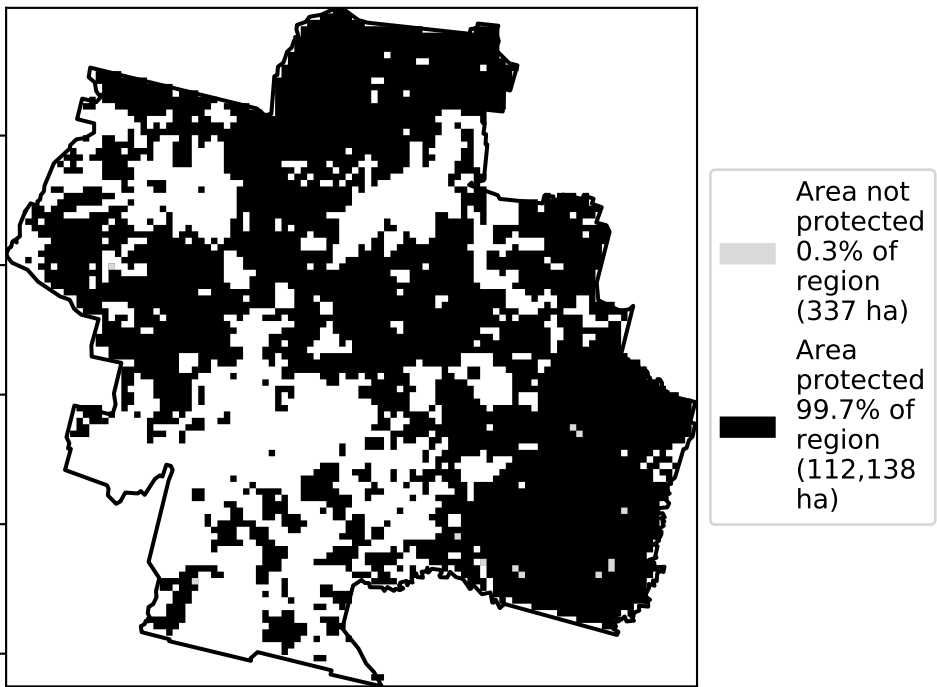 Area not
protected
0.3% of
region
(337 ha)
Area
protected
99.7% of
region
(112,138
ha)